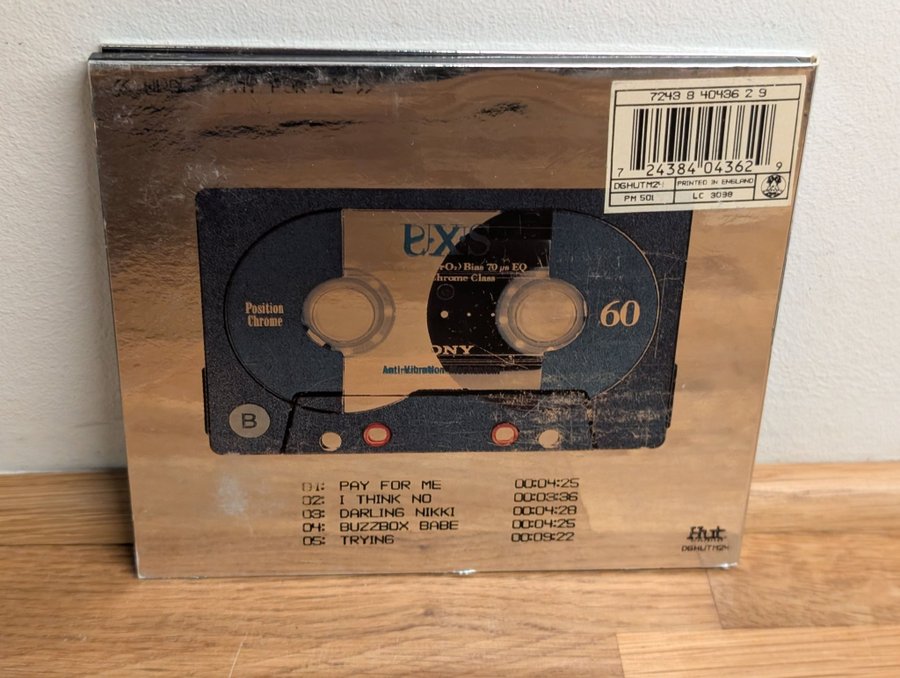 7243 8 40436 2 9
7 24384 04362 9
DGHUTM24 PRINTED IN ENGLAND
PM 501 LC 3098
UX-S
Bias 70 µs EQ
Chrome Class
Position
Chrome
60
Anti-Vibration
B
01: PAY FOR ME 00:04:25
02: I THINK NO 00:03:36
03: DARLING NIKKI 00:04:28
04: BUZZBOX BABE 00:04:25
05: TRYING 00:09:22
Hut
DGHUTM24